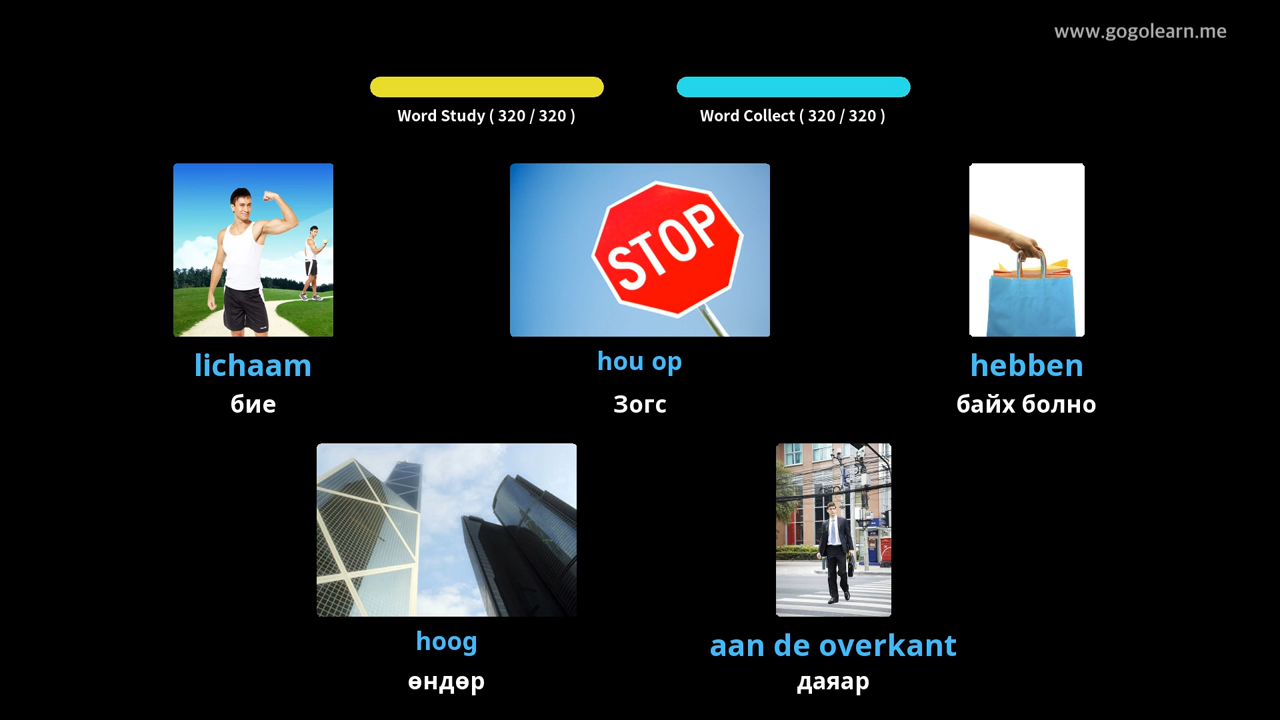 www.gogolearn.me
Word Study ( 320 / 320 )
Word Collect ( 320 / 320 )
STOP
lichaam
бие
hou op
Зогс
hebben
байх болно
hoog
өндөр
aan de overkant
даяар